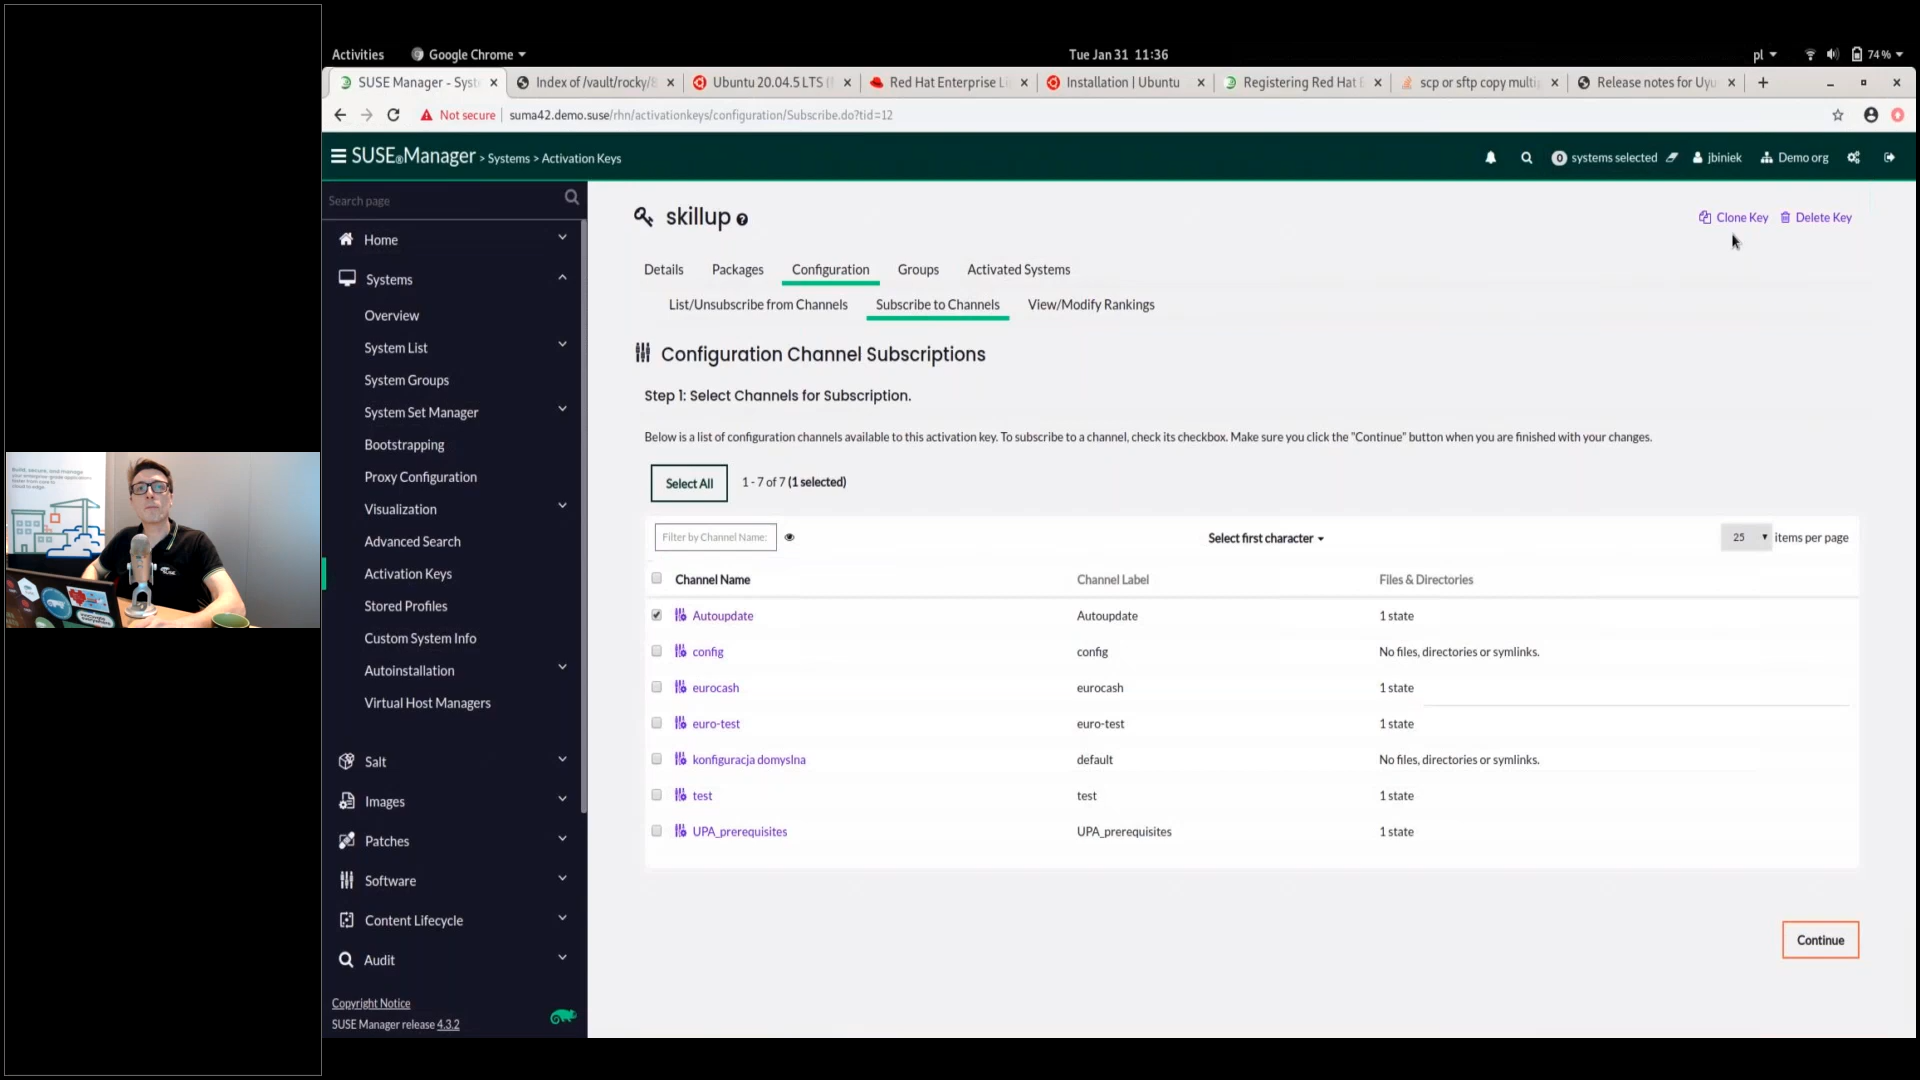 Activities
Google Chrome
Tue Jan 31 11:36
pl
74 %
SUSE Manager - Syst
Index of /vault/rocky/8
Ubuntu 20.04.5 LTS (F
Red Hat Enterprise Li
Installation | Ubuntu
Registering Red Hat E
scp or sftp copy multip
Release notes for Uyu
Not secure
suma42.demo.suse/rhn/activationkeys/configuration/Subscribe.do?tid=12
SUSE®Manager > Systems > Activation Keys
0 systems selected
jbiniek
Demo org
Search page
Home
Systems
Overview
System List
System Groups
System Set Manager
Bootstrapping
Proxy Configuration
Visualization
Advanced Search
Activation Keys
Stored Profiles
Custom System Info
Autoinstallation
Virtual Host Managers
Salt
Images
Patches
Software
Content Lifecycle
Audit
Copyright Notice
SUSE Manager release 4.3.2
skillup
Clone Key
Delete Key
Details
Packages
Configuration
Groups
Activated Systems
List/Unsubscribe from Channels
Subscribe to Channels
View/Modify Rankings
Configuration Channel Subscriptions
Step 1: Select Channels for Subscription.
Below is a list of configuration channels available to this activation key. To subscribe to a channel, check its checkbox. Make sure you click the "Continue" button when you are finished with your changes.
Select All
1 - 7 of 7 (1 selected)
Filter by Channel Name:
Select first character
25 items per page
Channel Name Channel Label Files & Directories
Autoupdate Autoupdate 1 state
config config No files, directories or symlinks.
eurocash eurocash 1 state
euro-test euro-test 1 state
konfiguracja domyslna default No files, directories or symlinks.
test test 1 state
UPA_prerequisites UPA_prerequisites 1 state
Continue